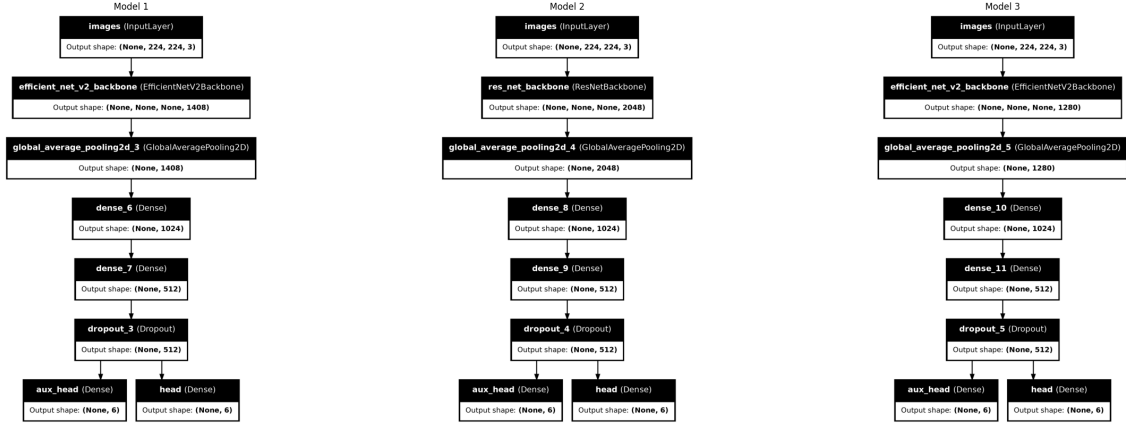 Model 1
images (InputLayer)
Output shape: (None, 224, 224, 3)
efficient_net_v2_backbone (EfficientNetV2Backbone)
Output shape: (None, None, None, 1408)
global_average_pooling2d_3 (GlobalAveragePooling2D)
Output shape: (None, 1408)
dense_6 (Dense)
Output shape: (None, 1024)
dense_7 (Dense)
Output shape: (None, 512)
dropout_3 (Dropout)
Output shape: (None, 512)
aux_head (Dense)
Output shape: (None, 6)
head (Dense)
Output shape: (None, 6)
Model 2
images (InputLayer)
Output shape: (None, 224, 224, 3)
res_net_backbone (ResNetBackbone)
Output shape: (None, None, None, 2048)
global_average_pooling2d_4 (GlobalAveragePooling2D)
Output shape: (None, 2048)
dense_8 (Dense)
Output shape: (None, 1024)
dense_9 (Dense)
Output shape: (None, 512)
dropout_4 (Dropout)
Output shape: (None, 512)
aux_head (Dense)
Output shape: (None, 6)
head (Dense)
Output shape: (None, 6)
Model 3
images (InputLayer)
Output shape: (None, 224, 224, 3)
efficient_net_v2_backbone (EfficientNetV2Backbone)
Output shape: (None, None, None, 1280)
global_average_pooling2d_5 (GlobalAveragePooling2D)
Output shape: (None, 1280)
dense_10 (Dense)
Output shape: (None, 1024)
dense_11 (Dense)
Output shape: (None, 512)
dropout_5 (Dropout)
Output shape: (None, 512)
aux_head (Dense)
Output shape: (None, 6)
head (Dense)
Output shape: (None, 6)